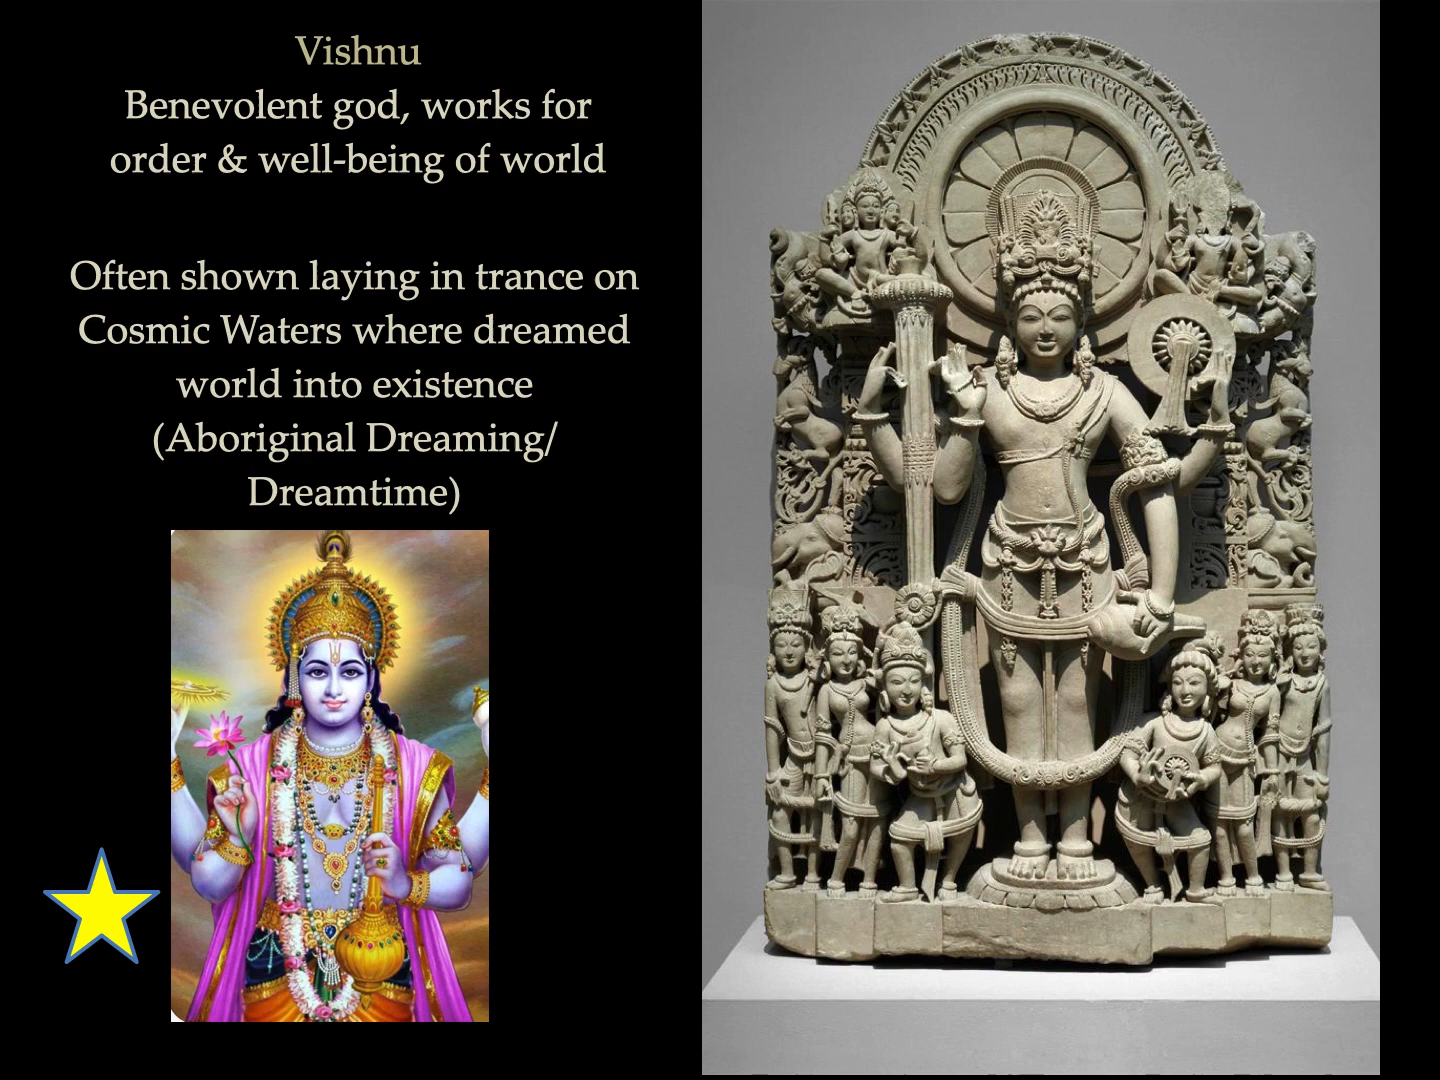 Vishnu
Benevolent god, works for
order & well-being of world
Often shown laying in trance on
Cosmic Waters where dreamed
world into existence
(Aboriginal Dreaming/
Dreamtime)